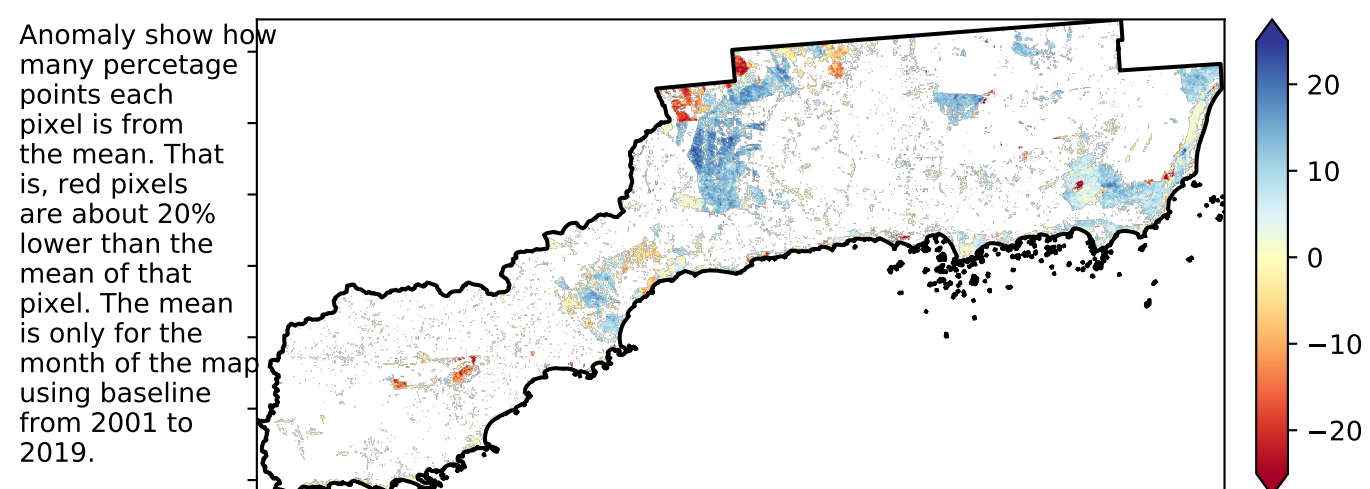 Anomaly show how
many percetage
points each
pixel is from
the mean. That
is, red pixels
are about 20%
lower than the
mean of that
pixel. The mean
is only for the
month of the map
using baseline
from 2001 to
2019.
20
10
0
−10
−20